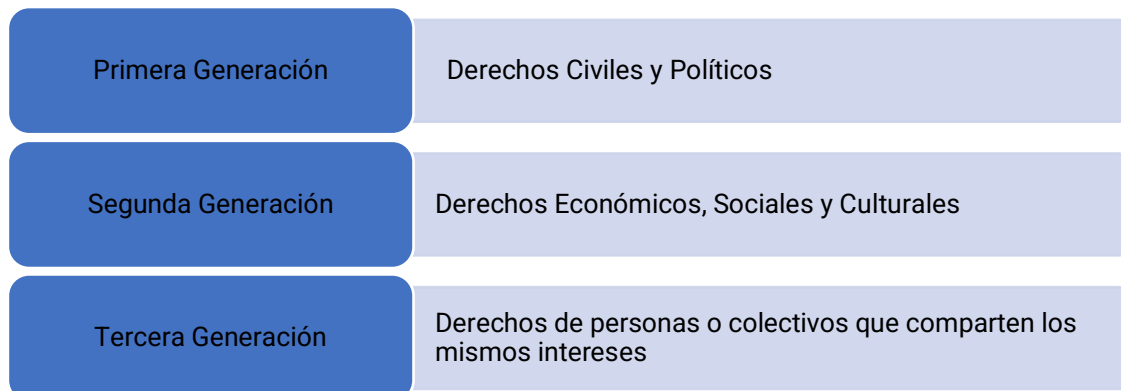 Primera Generación
Derechos Civiles y Políticos
Segunda Generación
Derechos Económicos, Sociales y Culturales
Tercera Generación
Derechos de personas o colectivos que comparten los
mismos intereses